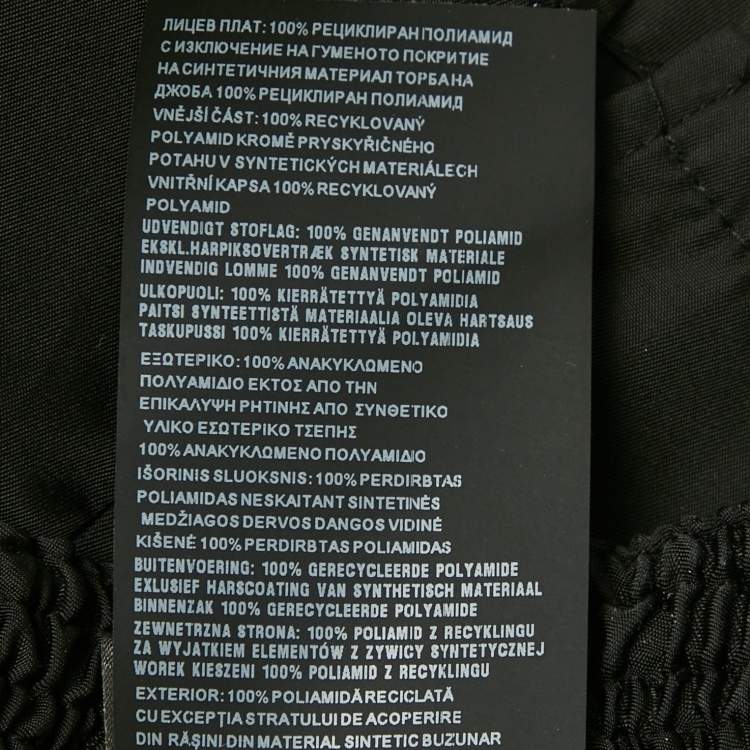 ЛИЦЕВ ПЛАТ: 100% РЕЦИКЛИРАН ПОЛИАМИД
С ИЗКЛЮЧЕНИЕ НА ГУМЕНОТО ПОКРИТИЕ
НА СИНТЕТИЧНИЯ МАТЕРИАЛ ТОРБА НА
ДЖОБА 100% РЕЦИКЛИРАН ПОЛИАМИД
VNĚJŠÍ ČÁST: 100% RECYKLOVANÝ
POLYAMID KROMĚ PRYSKYŘIČNÉHO
POTAHU V SYNTETICKÝCH MATERIÁLECH
VNITŘNÍ KAPSA 100% RECYKLOVANÝ
POLYAMID
UDVENDIGT STOFLAG: 100% GENANVENDT POLIAMID
EKSKL.HARPIKSOVERTRÆK SYNTETISK MATERIALE
INDVENDIG LOMME 100% GENANVENDT POLIAMID
ULKOPUOLI: 100% KIERRÄTETTYÄ POLYAMIDIA
PAITSI SYNTEETTISTÄ MATERIAALIA OLEVA HARTSAUS
TASKUPUSSI 100% KIERRÄTETTYÄ POLYAMIDIA
ΕΞΩΤΕΡΙΚΟ: 100% ΑΝΑΚΥΚΛΩΜΕΝΟ
ΠΟΛΥΑΜΙΔΙΟ ΕΚΤΟΣ ΑΠΟ ΤΗΝ
ΕΠΙΚΑΛΥΨΗ ΡΗΤΙΝΗΣ ΑΠΟ ΣΥΝΘΕΤΙΚΟ
ΥΛΙΚΟ ΕΣΩΤΕΡΙΚΟ ΤΣΕΠΗΣ
100% ΑΝΑΚΥΚΛΩΜΕΝΟ ΠΟΛΥΑΜΙΔΙΟ
IŠORINIS SLUOKSNIS: 100% PERDIRBTAS
POLIAMIDAS NESKAITANT SINTETINĖS
MEDŽIAGOS DERVOS DANGOS VIDINĖ
KIŠENĖ 100% PERDIRBTAS POLIAMIDAS
BUITENVOERING: 100% GERECYCLEERDE POLYAMIDE
EXLUSIEF HARSCOATING VAN SYNTHETISCH MATERIAAL
BINNENZAK 100% GERECYCLEERDE POLYAMIDE
ZEWNETRZNA STRONA: 100% POLIAMID Z RECYKLINGU
ZA WYJATKIEM ELEMENTÓW Z ZYWICY SYNTETYCZNEJ
WOREK KIESZENI 100% POLIAMID Z RECYKLINGU
EXTERIOR: 100% POLIAMIDĂ RECICLATĂ
CU EXCEPŢIA STRATULUI DE ACOPERIRE
DIN RĂŞINI DIN MATERIAL SINTETIC BUZUNAR